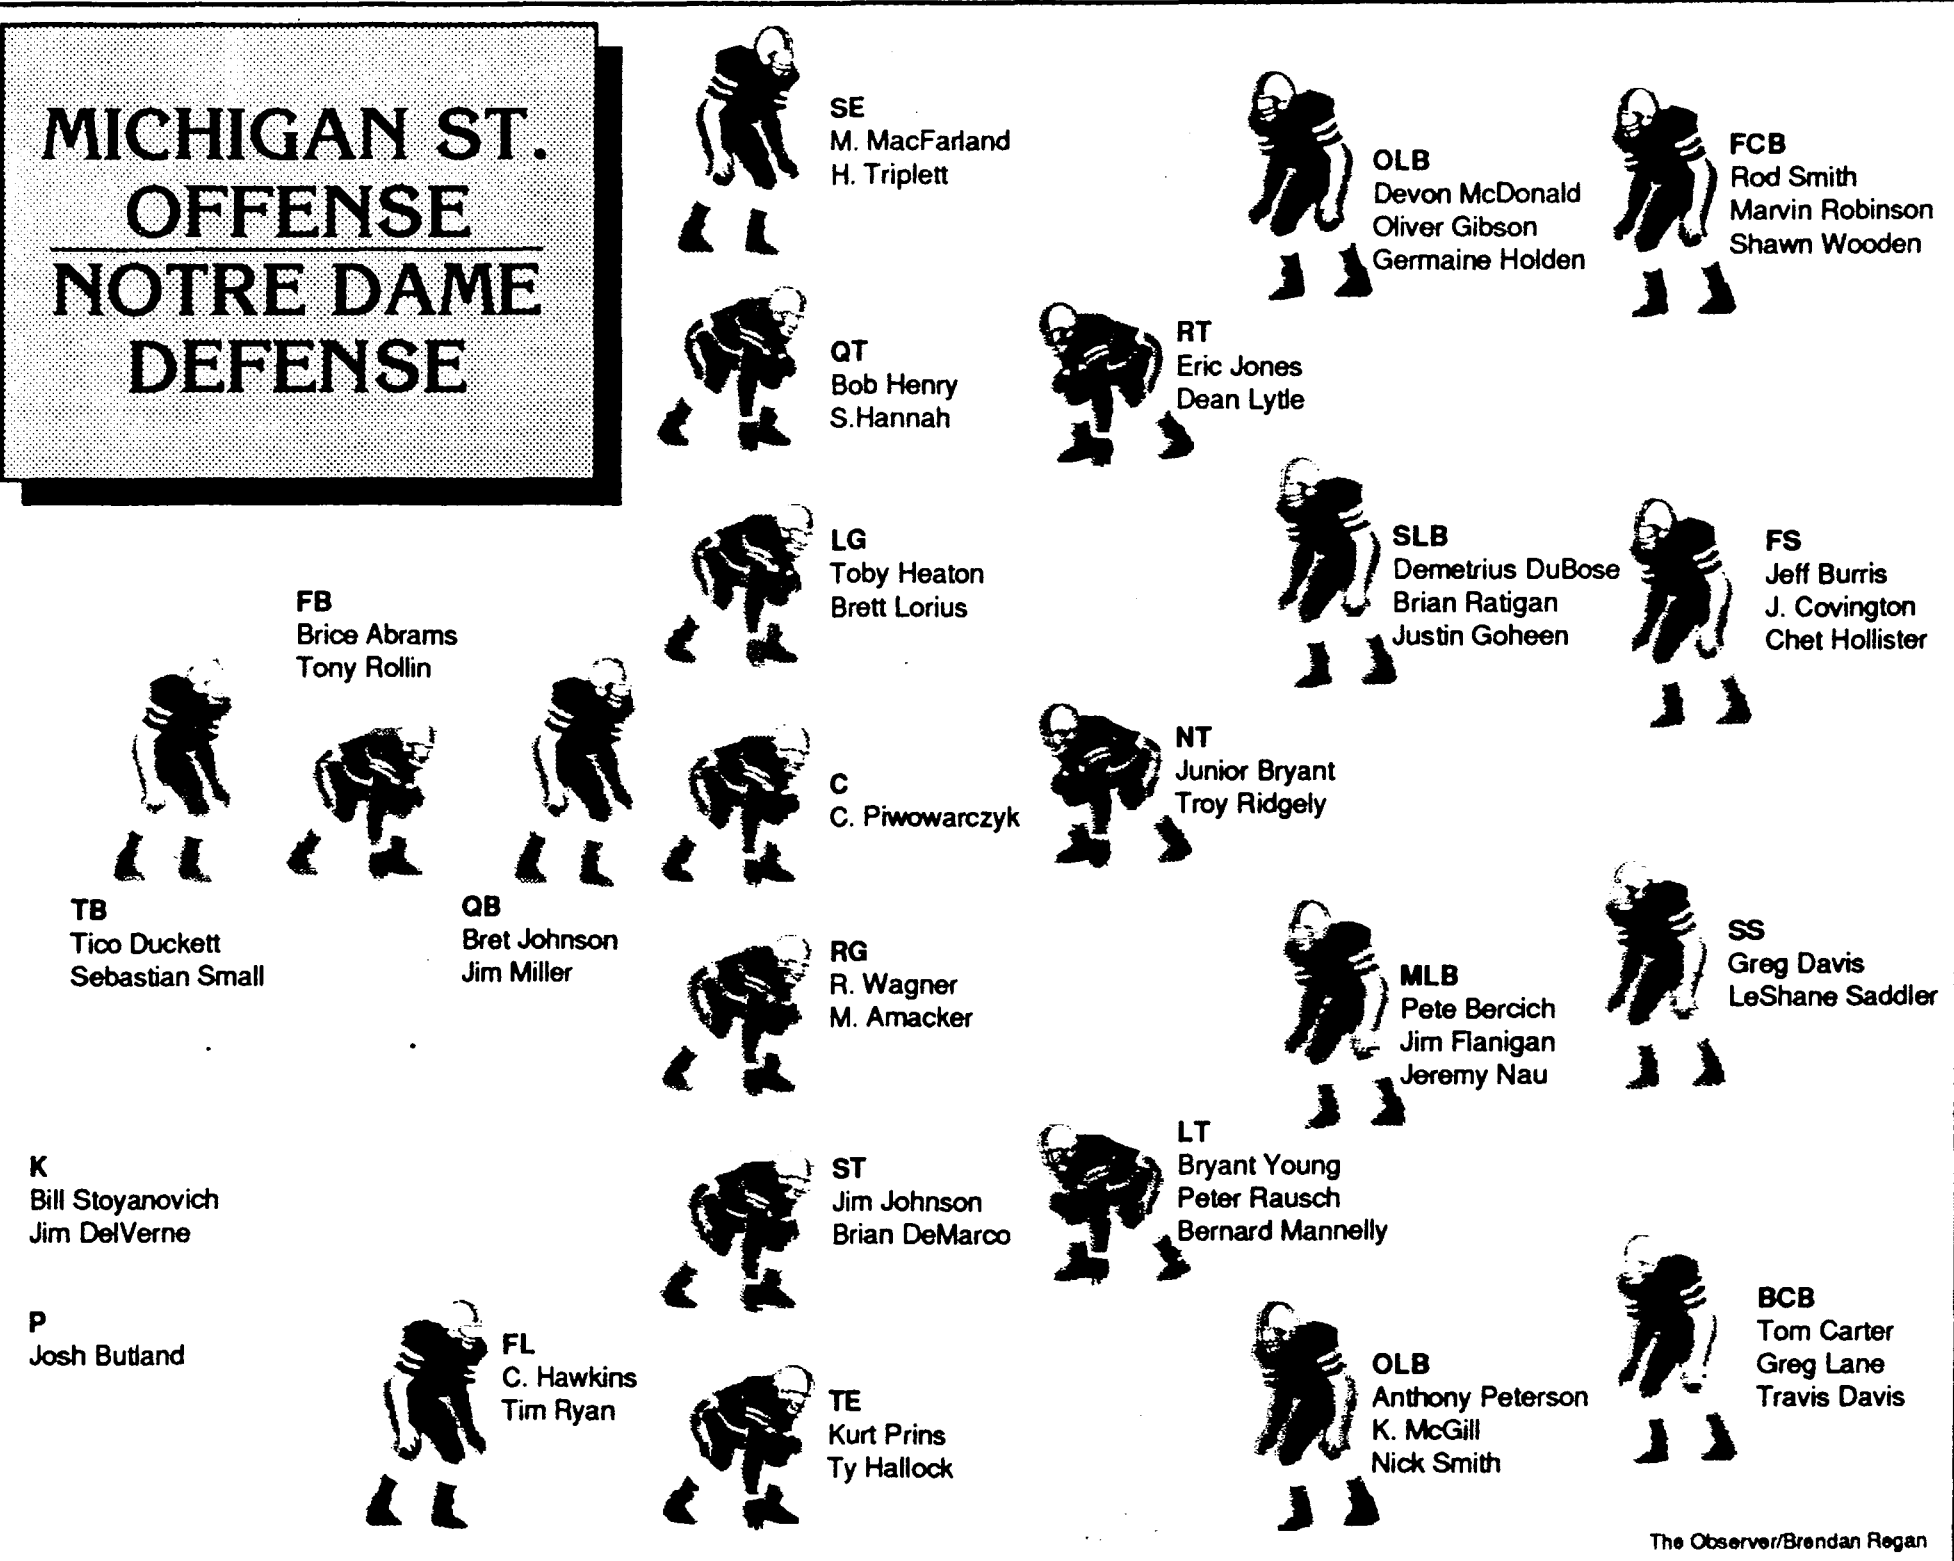 MICHIGAN ST.
OFFENSE
NOTRE DAME
DEFENSE
SE
M. MacFarland
H. Triplett
OLB
Devon McDonald
Oliver Gibson
Germaine Holden
FCB
Rod Smith
Marvin Robinson
Shawn Wooden
QT
Bob Henry
S.Hannah
RT
Eric Jones
Dean Lytle
LG
Toby Heaton
Brett Lorius
SLB
Demetrius DuBose
Brian Ratigan
Justin Goheen
FS
Jeff Burris
J. Covington
Chet Hollister
FB
Brice Abrams
Tony Rollin
TB
Tico Duckett
Sebastian Small
QB
Bret Johnson
Jim Miller
C
C. Piwowarczyk
NT
Junior Bryant
Troy Ridgely
RG
R. Wagner
M. Amacker
MLB
Pete Bercich
Jim Flanigan
Jeremy Nau
SS
Greg Davis
LeShane Saddler
K
Bill Stoyanovich
Jim DelVerne
ST
Jim Johnson
Brian DeMarco
LT
Bryant Young
Peter Rausch
Bernard Mannelly
P
Josh Butland
FL
C. Hawkins
Tim Ryan
TE
Kurt Prins
Ty Hallock
OLB
Anthony Peterson
K. McGill
Nick Smith
BCB
Tom Carter
Greg Lane
Travis Davis
The Observer/Brendan Regan